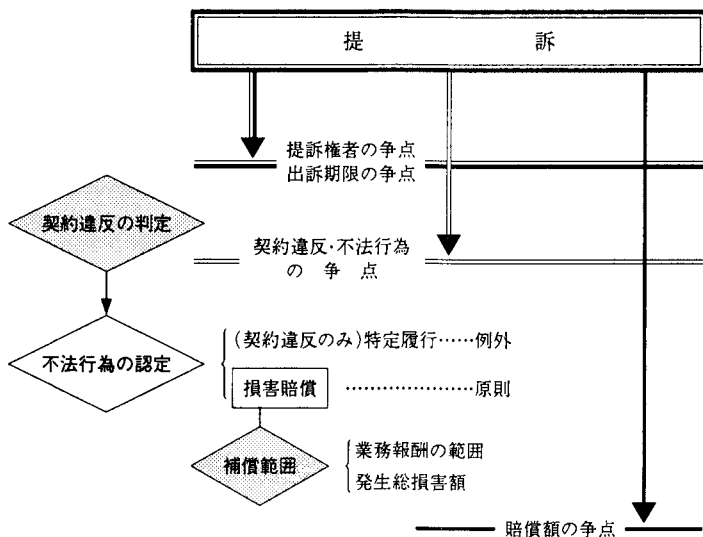 提訴
提訴権者の争点
出訴期限の争点
契約違反の判定
契約違反・不法行為
の争点
不法行為の認定
(契約違反のみ)特定履行……例外
損害賠償…………………原則
補償範囲
業務報酬の範囲
発生総損害額
賠償額の争点